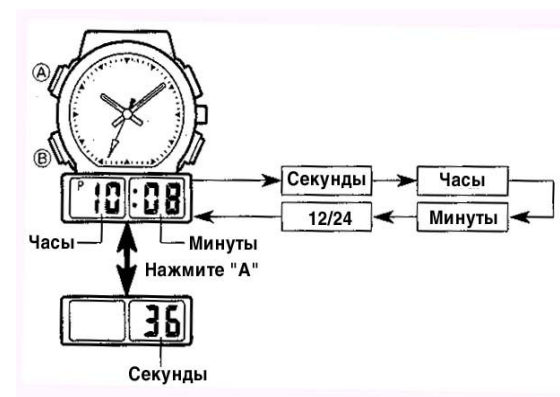 A
B
P 10:08
Секунды
Часы
12/24
Минуты
Часы
Минуты
Нажмите "A"
36
Секунды